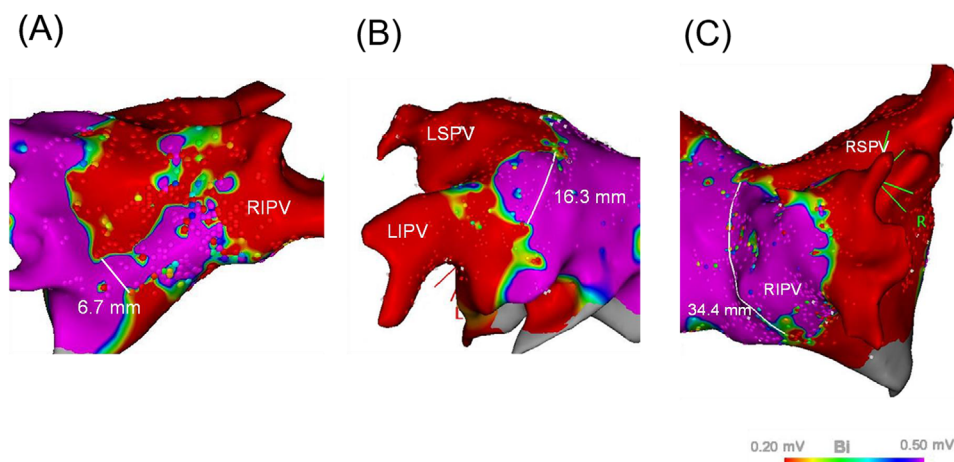 (A)
(B)
(C)
RIPV
6.7 mm
LSPV
LIPV
16.3 mm
L
RSPV
R
RIPV
34.4 mm
0.20 mV Bi 0.50 mV